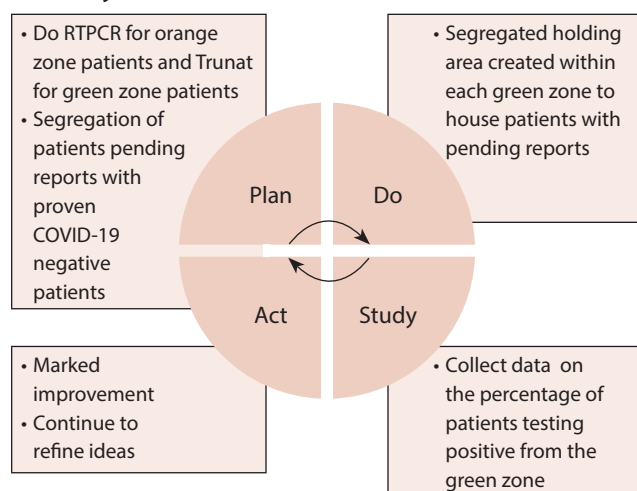 • Do RTPCR for orange
zone patients and Trunat
for green zone patients
• Segregation of
patients pending
reports with
proven
COVID-19
negative
patients
• Segregated holding
area created within
each green zone to
house patients with
pending reports
Plan
Do
Act
Study
• Marked
improvement
• Continue to
refine ideas
• Collect data on
the percentage of
patients testing
positive from the
green zone